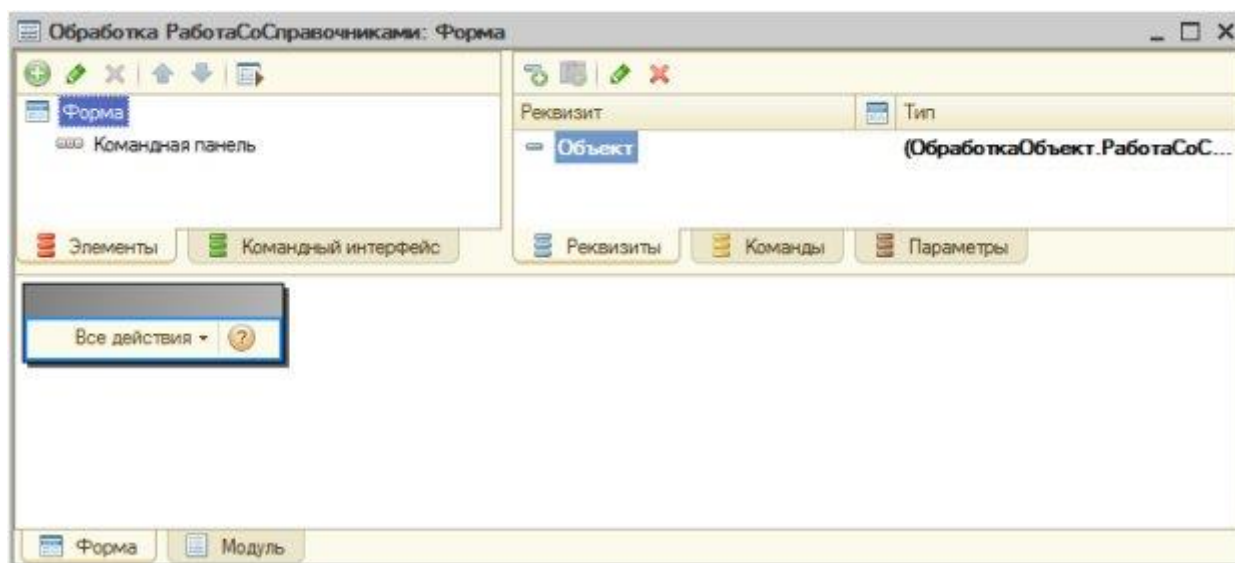 Обработка РаботаСоСправочниками: Форма
Форма
Командная панель
Элементы Командный интерфейс
Реквизит Тип
Объект (ОбработкаОбъект.РаботаСоС...
Реквизиты Команды Параметры
Все действия ?
Форма Модуль